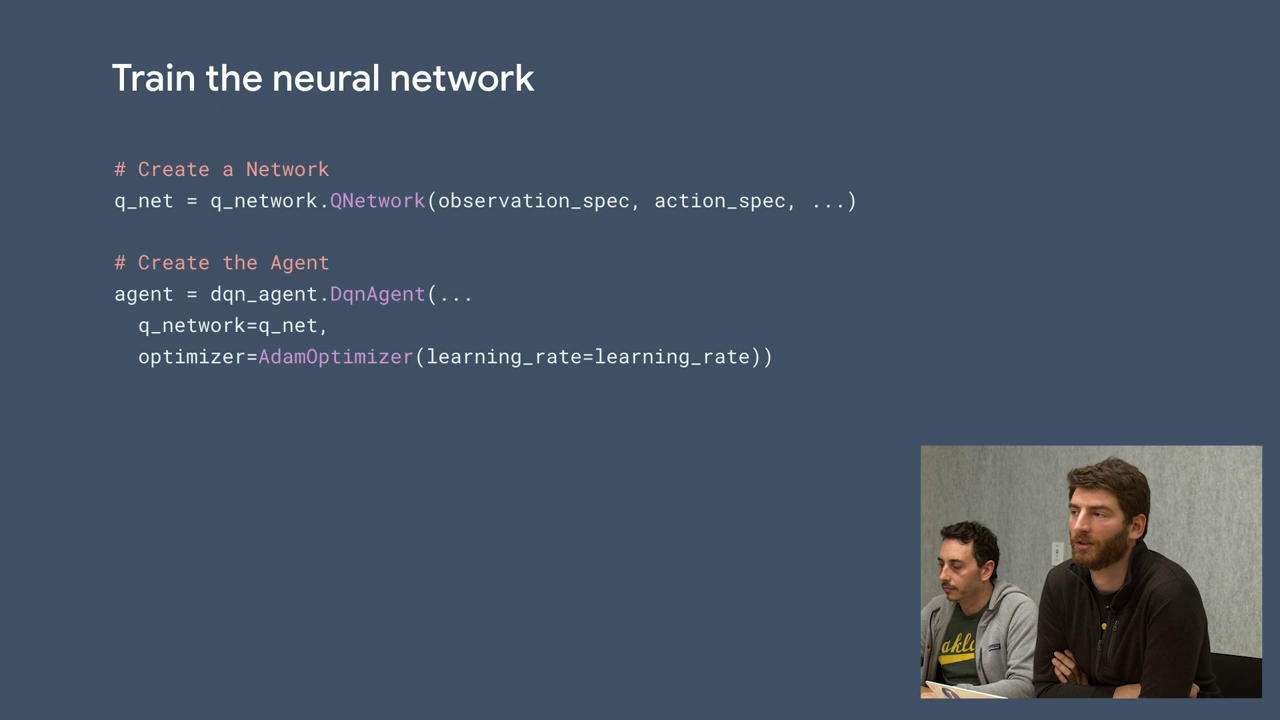 Train the neural network
# Create a Network
q_net = q_network.QNetwork(observation_spec, action_spec, ...)
# Create the Agent
agent = dqn_agent.DqnAgent(...
q_network=q_net,
optimizer=AdamOptimizer(learning_rate=learning_rate))